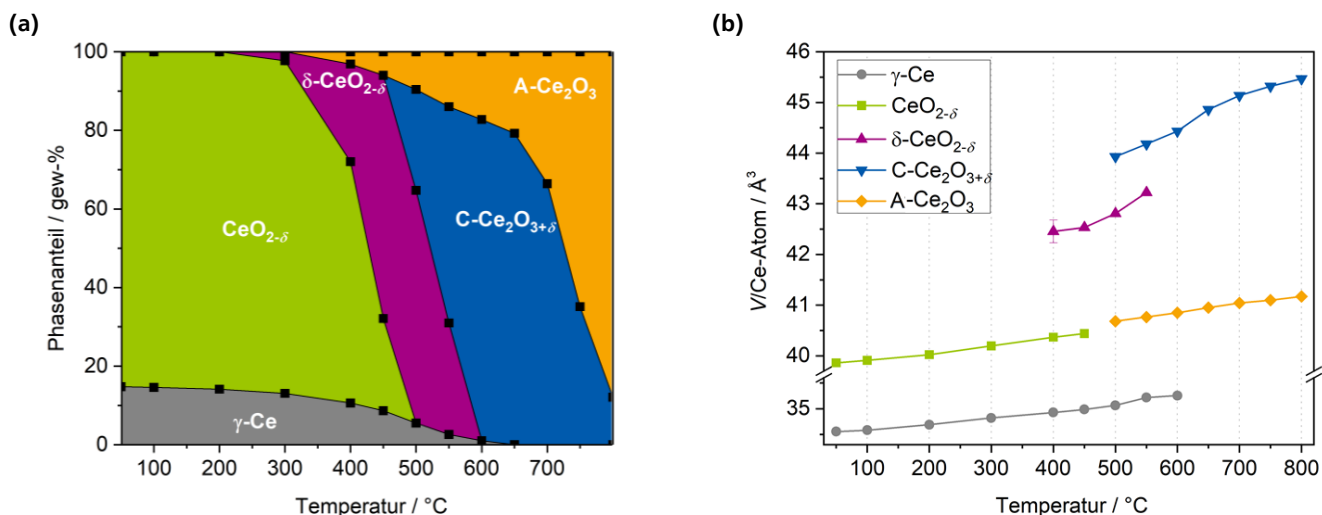 (a)
Phasenanteil / gew-%
100
80
60
40
20
0
CeO2-δ
δ-CeO2-δ
A-Ce2O3
C-Ce2O3+δ
γ-Ce
100 200 300 400 500 600 700
Temperatur / °C
(b)
V/Ce-Atom / Å³
46
45
44
43
42
41
40
35
γ-Ce
CeO2-δ
δ-CeO2-δ
C-Ce2O3+δ
A-Ce2O3
100 200 300 400 500 600 700 800
Temperatur / °C